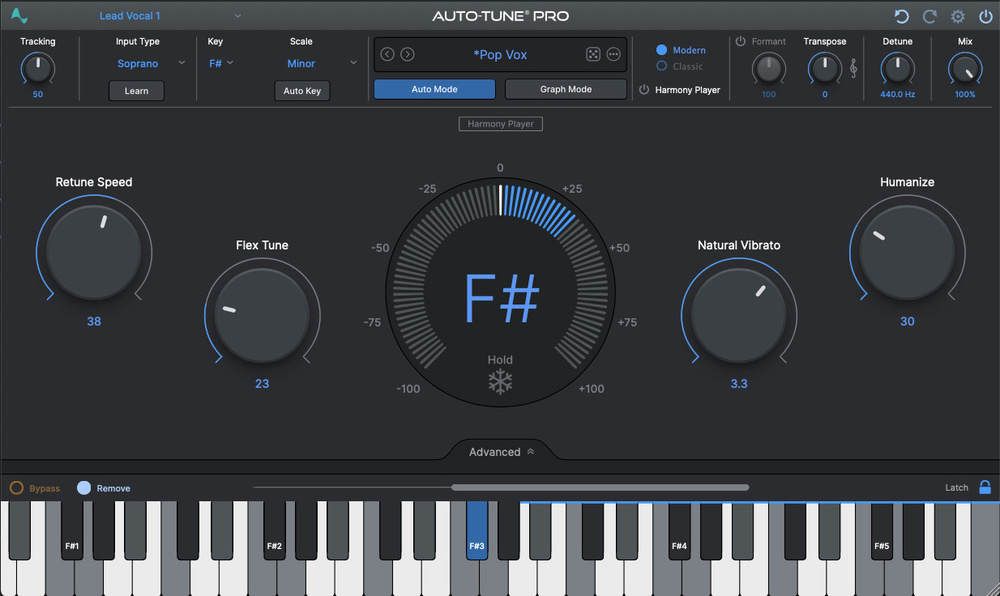 Lead Vocal 1
AUTO-TUNE® PRO
Tracking
50
Input Type
Soprano
Learn
Key
F#
Scale
Minor
Auto Key
*Pop Vox
Auto Mode
Graph Mode
Modern
Classic
Harmony Player
Formant
100
Transpose
0
Detune
440.0 Hz
Mix
100%
Harmony Player
Retune Speed
38
Flex Tune
23
0
-25
+25
-50
+50
-75
+75
-100
+100
F#
Hold
Natural Vibrato
3.3
Humanize
30
Advanced
Bypass
Remove
Latch
F#1
F#2
F#3
F#4
F#5